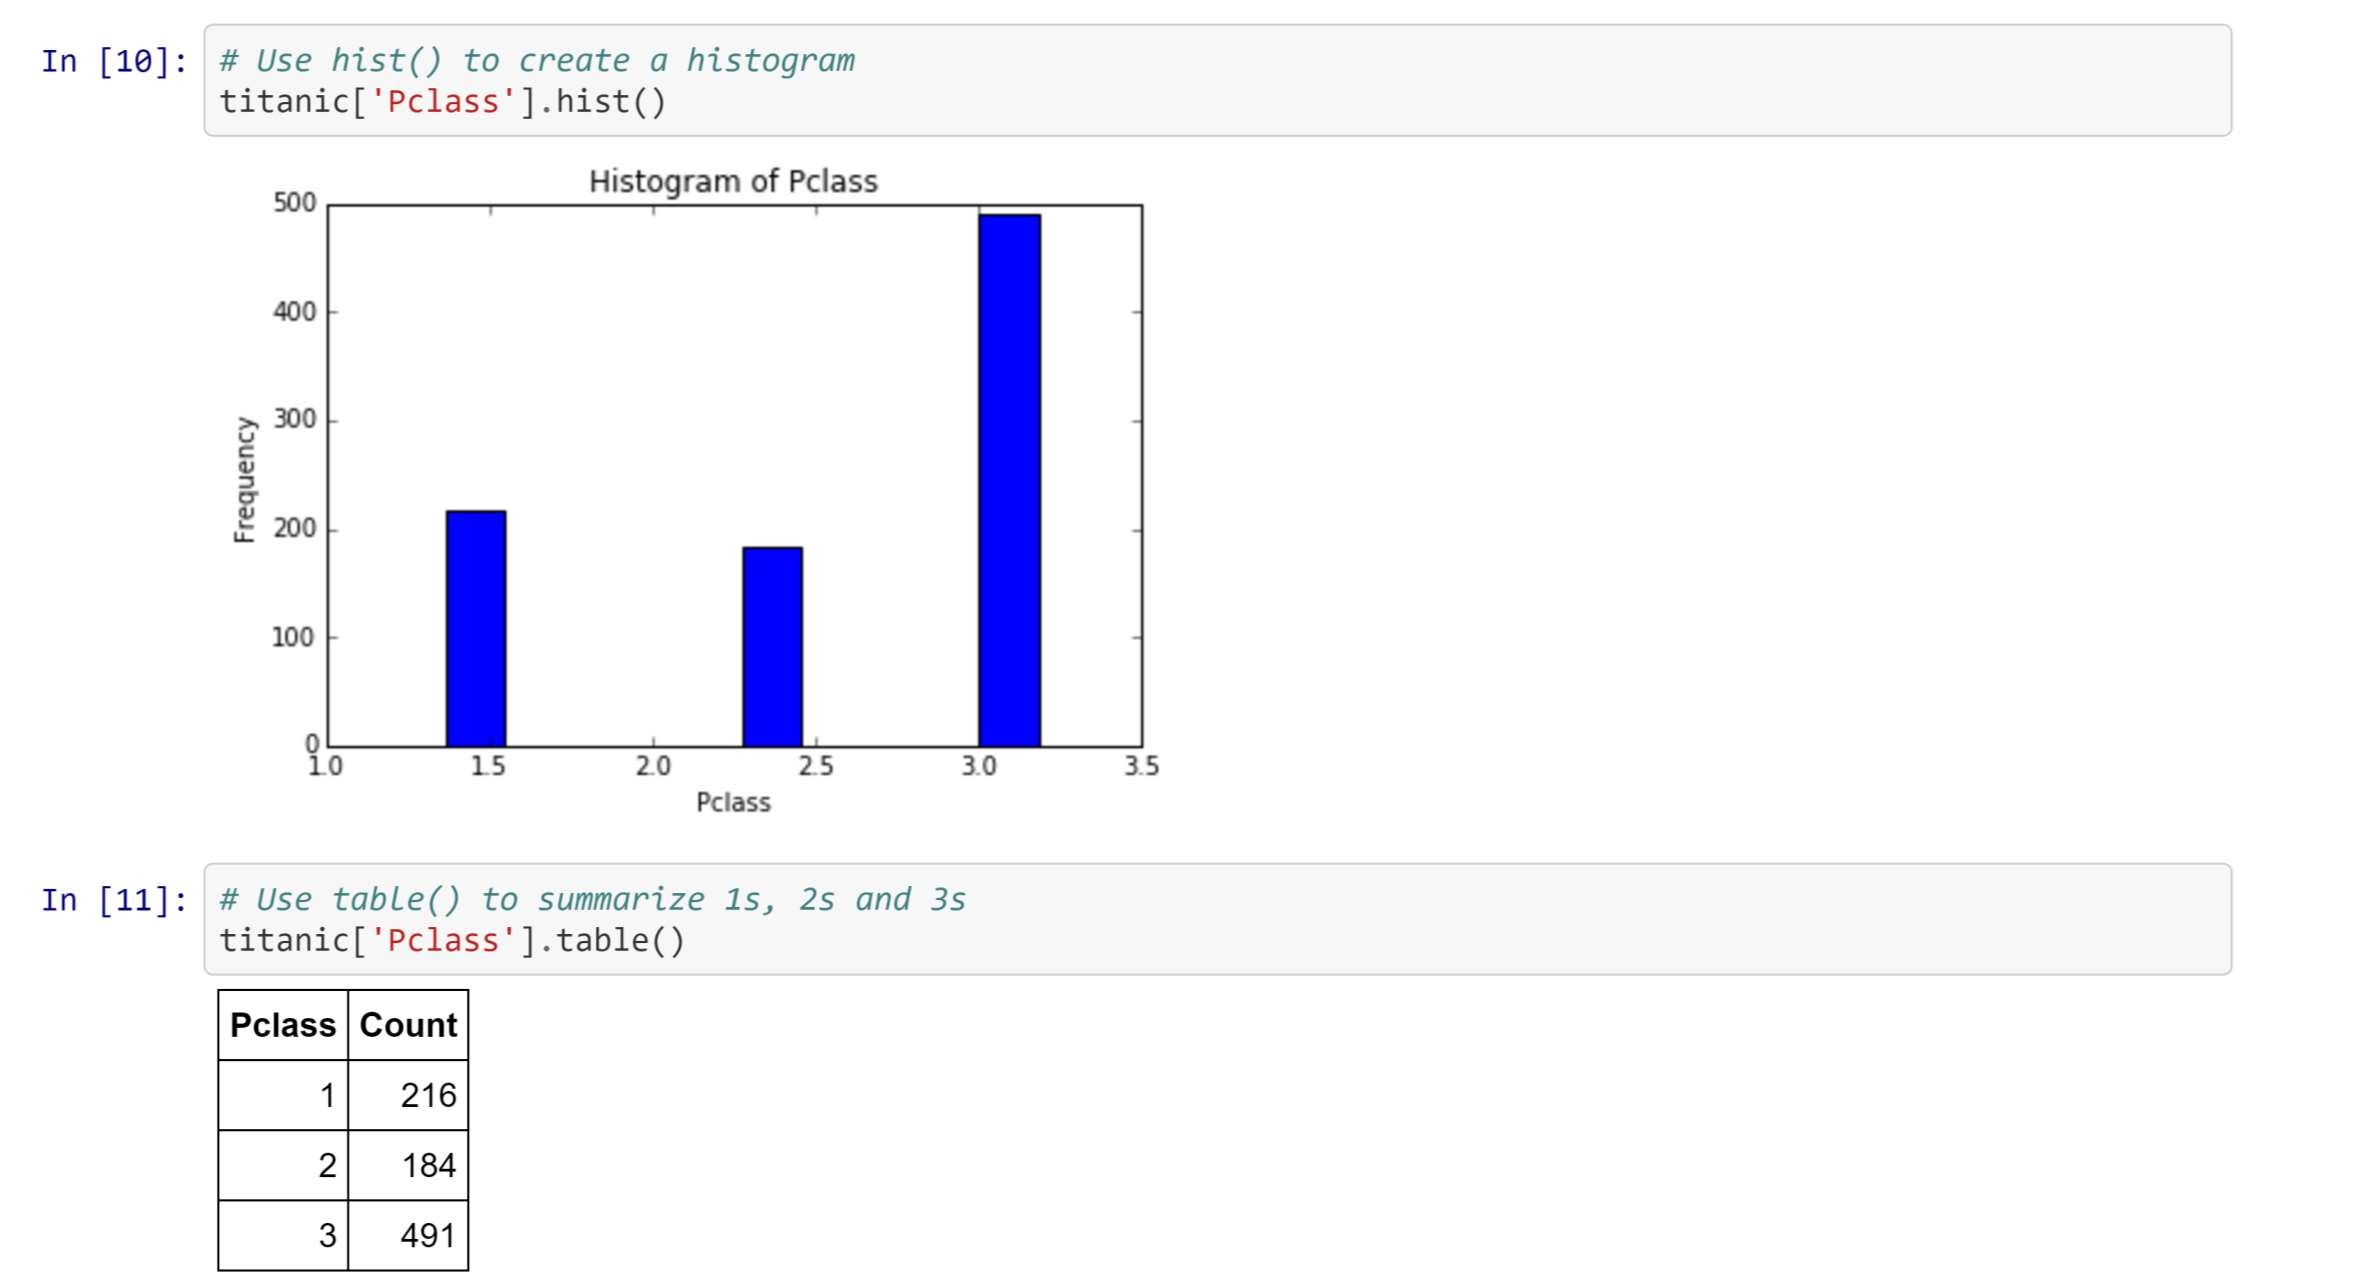 In [10]: # Use hist() to create a histogram
titanic['Pclass'].hist()
Histogram of Pclass
500
400
300
200
100
0
Frequency
1.0 1.5 2.0 2.5 3.0 3.5
Pclass
In [11]: # Use table() to summarize 1s, 2s and 3s
titanic['Pclass'].table()
Pclass Count
1 216
2 184
3 491